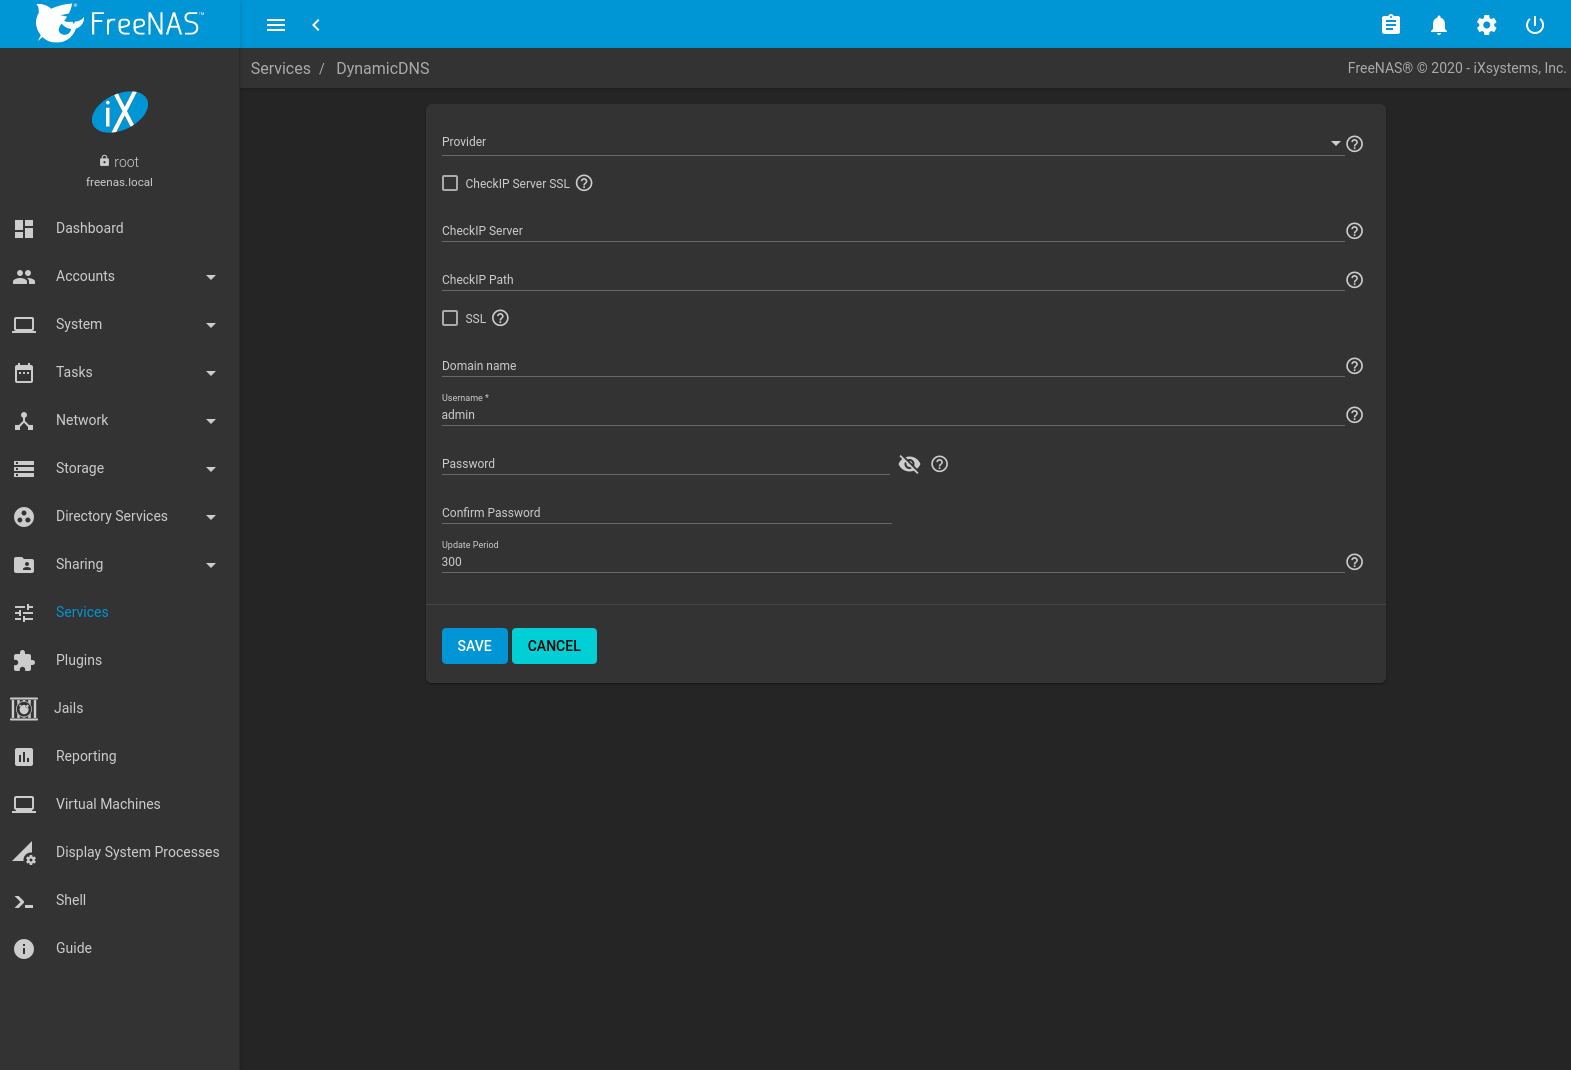 FreeNAS™
Services / DynamicDNS
FreeNAS® © 2020 - iXsystems, Inc.
iX
root
freenas.local
Dashboard
Accounts
System
Tasks
Network
Storage
Directory Services
Sharing
Services
Plugins
Jails
Reporting
Virtual Machines
Display System Processes
Shell
Guide
Provider
CheckIP Server SSL
CheckIP Server
CheckIP Path
SSL
Domain name
Username *
admin
Password
Confirm Password
Update Period
300
SAVE CANCEL